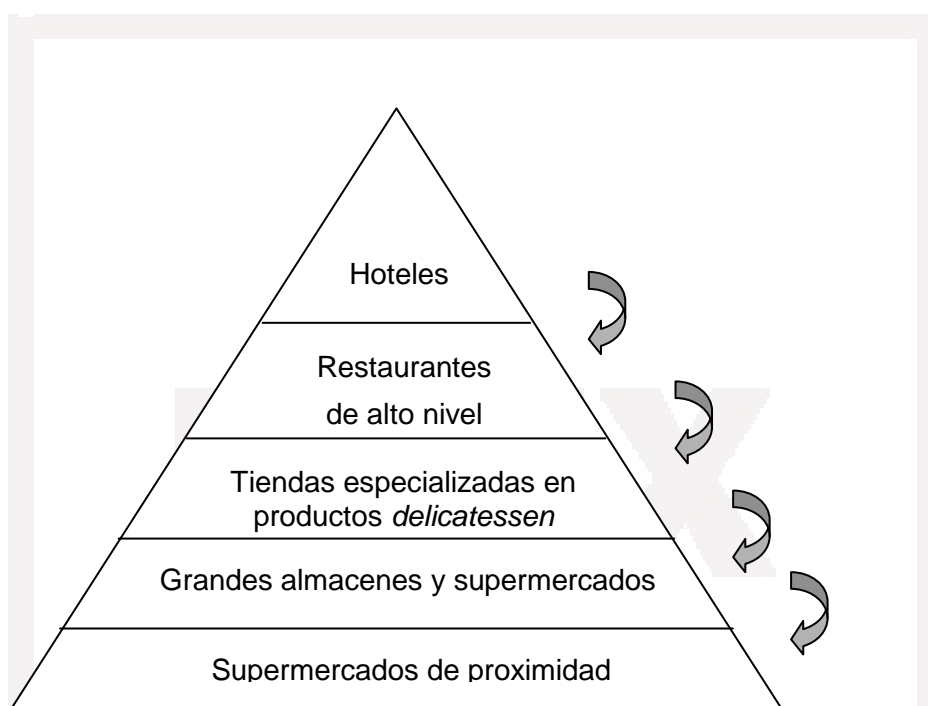 Hoteles
Restaurantes
de alto nivel
Tiendas especializadas en
productos delicatessen
Grandes almacenes y supermercados
Supermercados de proximidad